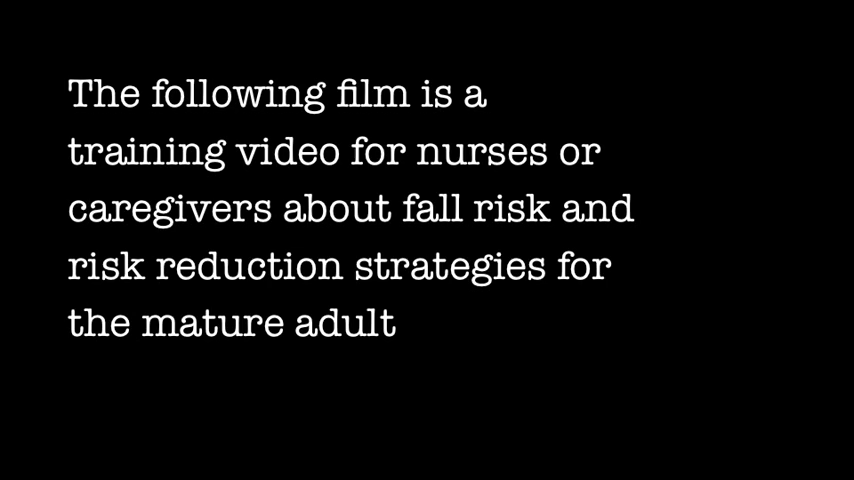 The following film is a
training video for nurses or
caregivers about fall risk and
risk reduction strategies for
the mature adult